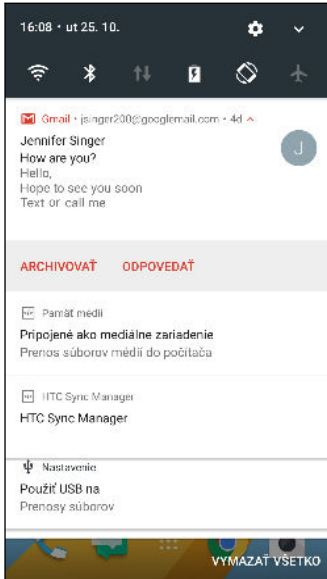 16:08 • ut 25. 10.
Gmail • jsinger200@googlemail.com • 4d
Jennifer Singer
How are you?
Hello,
Hope to see you soon
Text or call me
J
ARCHIVOVAŤ ODPOVEDAŤ
Pamäť médií
Pripojené ako mediálne zariadenie
Prenos súborov médií do počítača
HTC Sync Manager
HTC Sync Manager
Nastavenie
Použiť USB na
Prenosy súborov
VYMAZAŤ VŠETKO